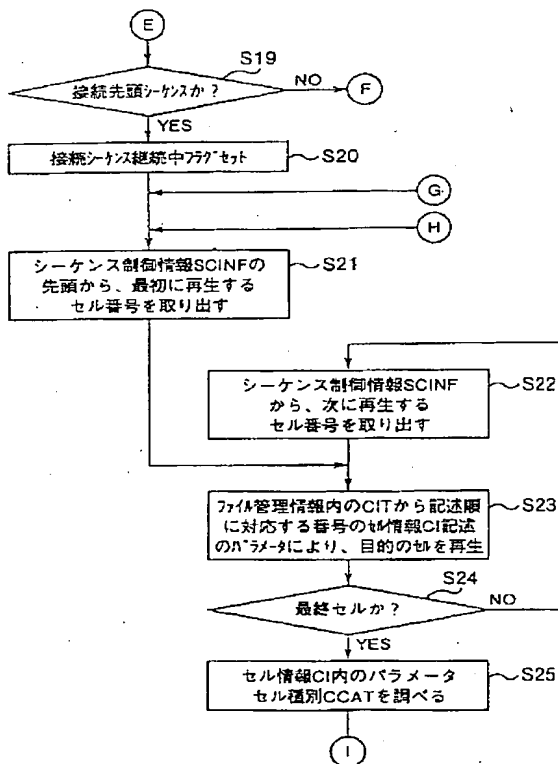 E
S19
接続先頭シーケンスか？
NO
F
YES
接続シーケンス継続中フラグセット
S20
G
H
シーケンス制御情報SCINFの
先頭から、最初に再生する
セル番号を取り出す
S21
シーケンス制御情報SCINF
から、次に再生する
セル番号を取り出す
S22
ファイル管理情報内のCITから記述順
に対応する番号のセル情報CI記述
のパラメータにより、目的のセルを再生
S23
S24
最終セルか？
NO
YES
セル情報CI内のパラメータ
セル種別CCATを調べる
S25
I